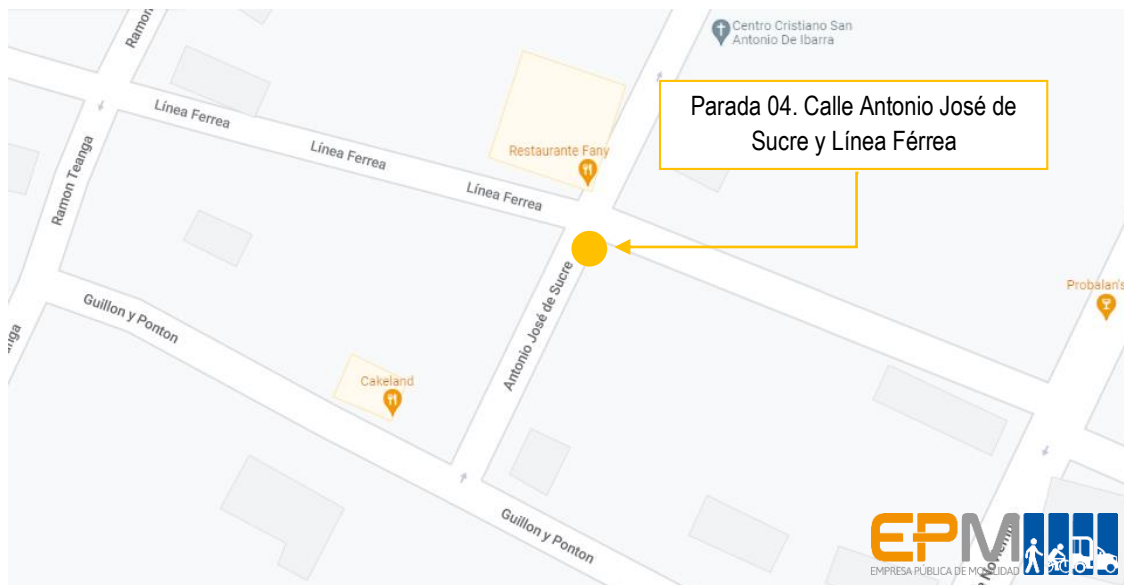 Ramon
Centro Cristiano San
Antonio De Ibarra
Parada 04. Calle Antonio José de
Sucre y Línea Férrea
Línea Ferrea
Línea Ferrea
Línea Ferrea
Restaurante Fany
Ramon Teanga
Antonio José de Sucre
Probalan's
Guillon y Ponton
Cakeland
Guillon y Ponton
EPM
EMPRESA PÚBLICA DE MOVILIDAD